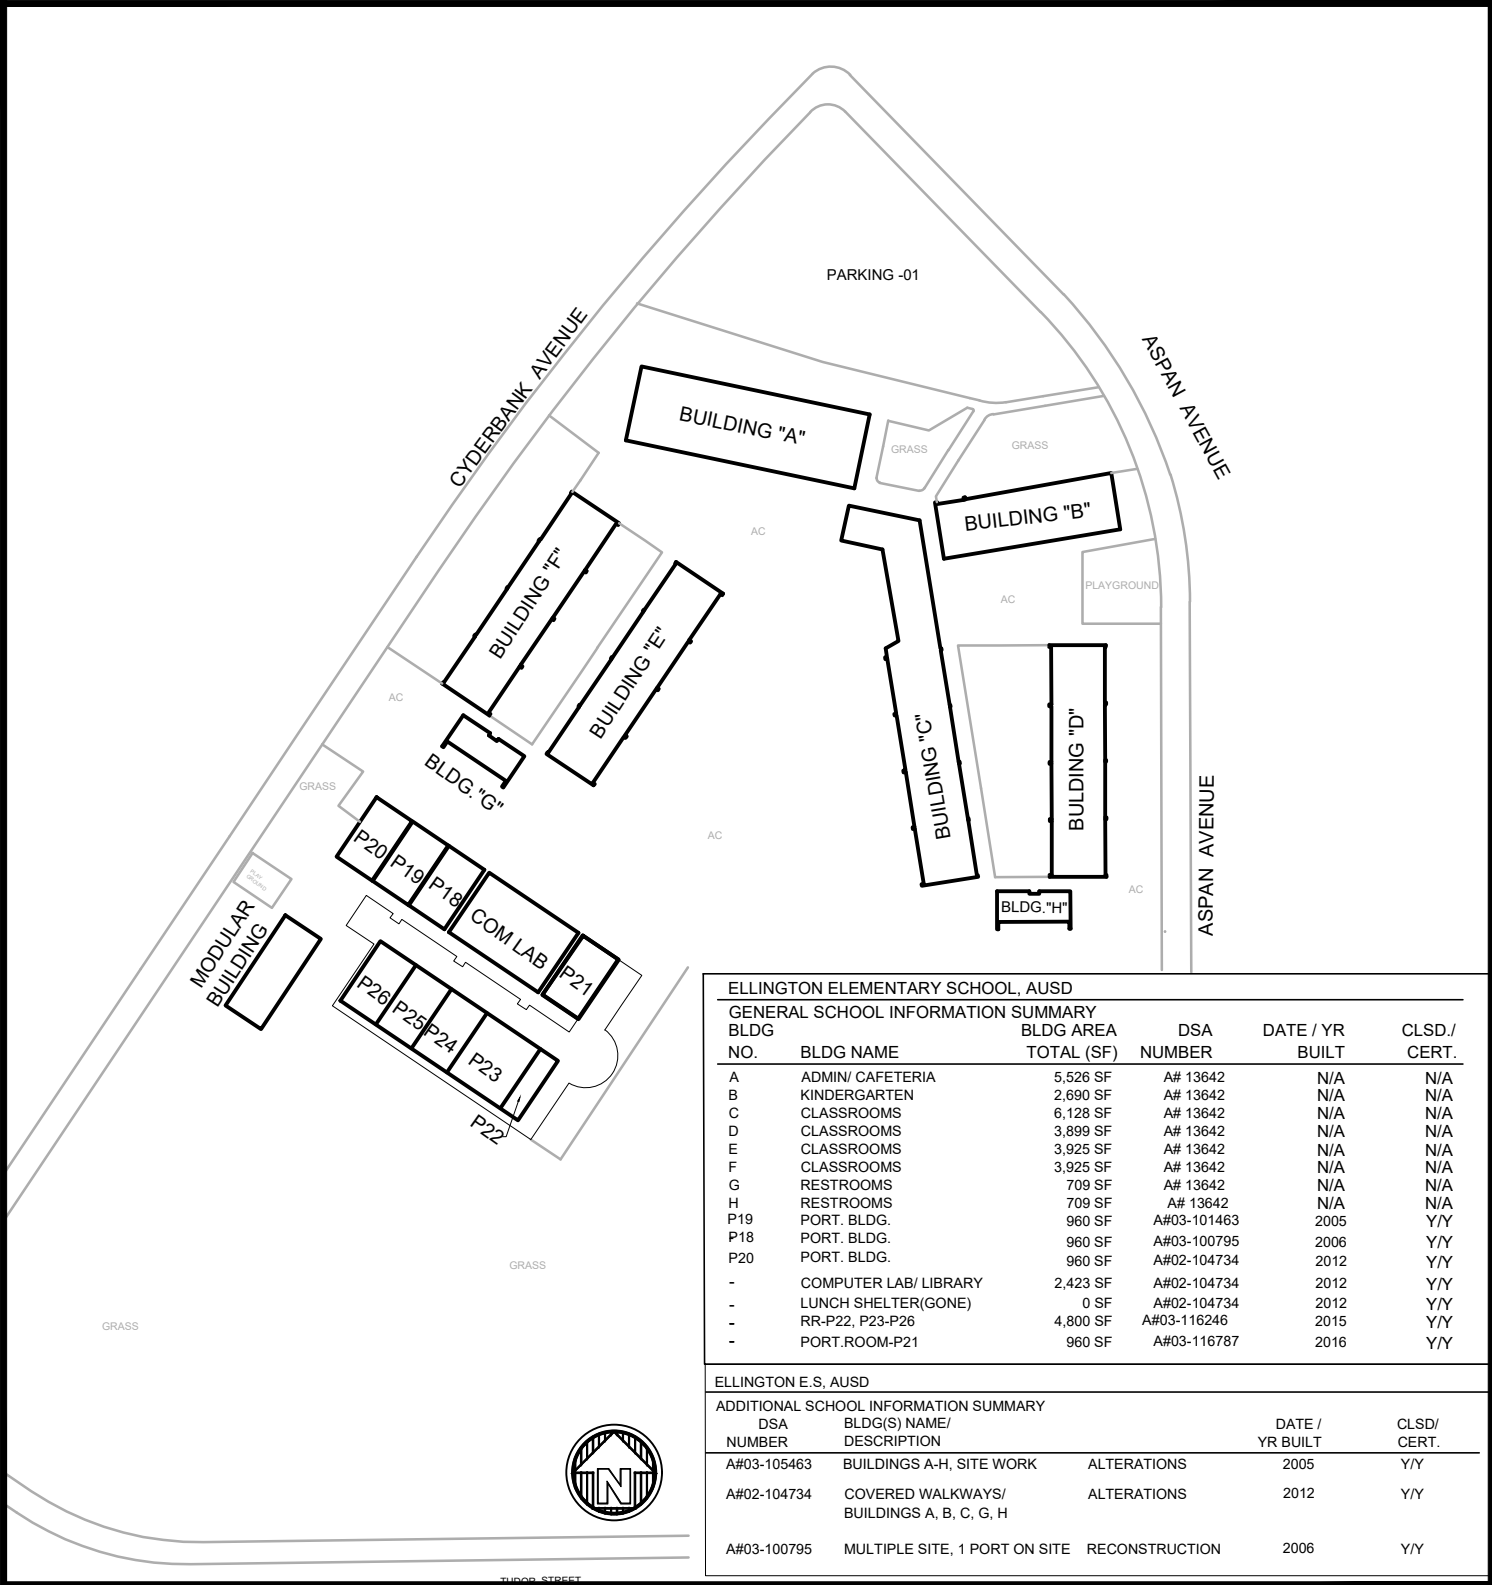 PARKING -01
CYDERBANK AVENUE
ASPAN AVENUE
BUILDING "A"
GRASS
GRASS
BUILDING "B"
AC
BUILDING "F"
PLAYGROUND
AC
BUILDING "E"
AC
BUILDING "C"
BULDING "D"
BLDG. "G"
GRASS
AC
ASPAN AVENUE
P20
P19
P18
PLAY
GROUND
AC
BLDG."H"
COM LAB
MODULAR
BUILDING
P21
P26
P25
P24
P23
P22
GRASS
GRASS
N
TUDOR STREET
ELLINGTON ELEMENTARY SCHOOL, AUSD
GENERAL SCHOOL INFORMATION SUMMARY
BLDG BLDG AREA DSA DATE / YR CLSD./
NO. BLDG NAME TOTAL (SF) NUMBER BUILT CERT.
A ADMIN/ CAFETERIA 5,526 SF A# 13642 N/A N/A
B KINDERGARTEN 2,690 SF A# 13642 N/A N/A
C CLASSROOMS 6,128 SF A# 13642 N/A N/A
D CLASSROOMS 3,899 SF A# 13642 N/A N/A
E CLASSROOMS 3,925 SF A# 13642 N/A N/A
F CLASSROOMS 3,925 SF A# 13642 N/A N/A
G RESTROOMS 709 SF A# 13642 N/A N/A
H RESTROOMS 709 SF A# 13642 N/A N/A
P19 PORT. BLDG. 960 SF A#03-101463 2005 Y/Y
P18 PORT. BLDG. 960 SF A#03-100795 2006 Y/Y
P20 PORT. BLDG. 960 SF A#02-104734 2012 Y/Y
- COMPUTER LAB/ LIBRARY 2,423 SF A#02-104734 2012 Y/Y
- LUNCH SHELTER(GONE) 0 SF A#02-104734 2012 Y/Y
- RR-P22, P23-P26 4,800 SF A#03-116246 2015 Y/Y
- PORT.ROOM-P21 960 SF A#03-116787 2016 Y/Y
ELLINGTON E.S, AUSD
ADDITIONAL SCHOOL INFORMATION SUMMARY
DSA BLDG(S) NAME/ DATE / CLSD/
NUMBER DESCRIPTION YR BUILT CERT.
A#03-105463 BUILDINGS A-H, SITE WORK ALTERATIONS 2005 Y/Y
A#02-104734 COVERED WALKWAYS/ ALTERATIONS 2012 Y/Y
BUILDINGS A, B, C, G, H
A#03-100795 MULTIPLE SITE, 1 PORT ON SITE RECONSTRUCTION 2006 Y/Y